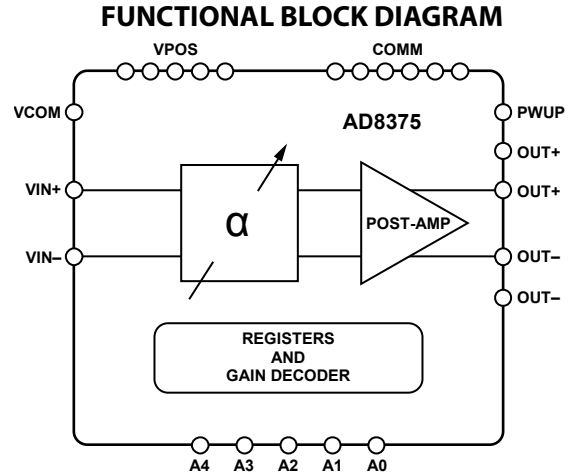 FUNCTIONAL BLOCK DIAGRAM
VPOS COMM
VCOM PWUP
AD8375
OUT+
VIN+ OUT+
α
POST-AMP
VIN– OUT–
OUT–
REGISTERS
AND
GAIN DECODER
A4 A3 A2 A1 A0